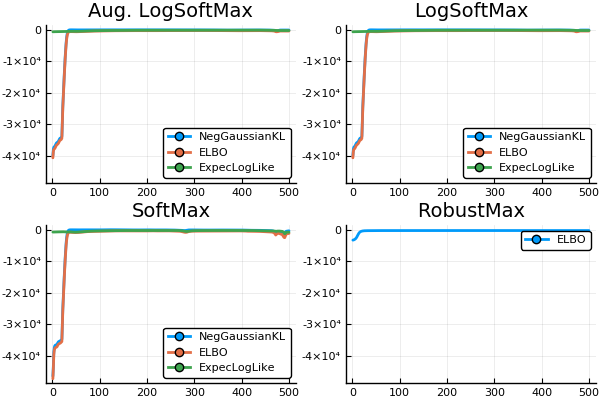 Aug. LogSoftMax
0
-1×10⁴
-2×10⁴
-3×10⁴
-4×10⁴
NegGaussianKL
ELBO
ExpecLogLike
0 100 200 300 400 500
LogSoftMax
0
-1×10⁴
-2×10⁴
-3×10⁴
-4×10⁴
NegGaussianKL
ELBO
ExpecLogLike
0 100 200 300 400 500
SoftMax
0
-1×10⁴
-2×10⁴
-3×10⁴
-4×10⁴
NegGaussianKL
ELBO
ExpecLogLike
0 100 200 300 400 500
RobustMax
0
-1×10⁴
-2×10⁴
-3×10⁴
-4×10⁴
ELBO
0 100 200 300 400 500